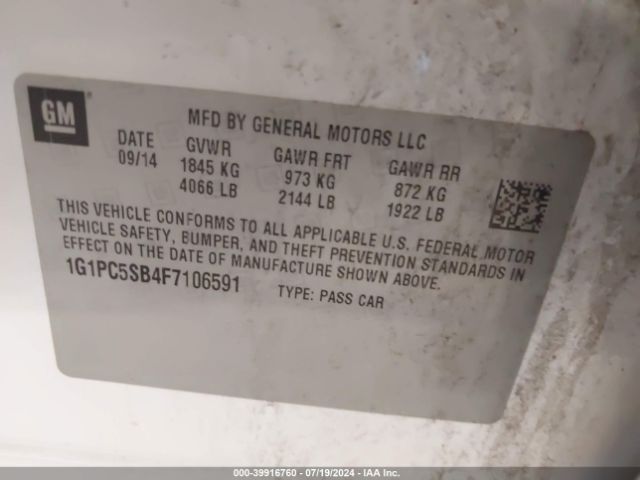 GM®
MFD BY GENERAL MOTORS LLC
DATE GVWR GAWR FRT GAWR RR
09/14 1845 KG 973 KG 872 KG
4066 LB 2144 LB 1922 LB
THIS VEHICLE CONFORMS TO ALL APPLICABLE U.S. FEDERAL MOTOR
VEHICLE SAFETY, BUMPER, AND THEFT PREVENTION STANDARDS IN
EFFECT ON THE DATE OF MANUFACTURE SHOWN ABOVE.
1G1PC5SB4F7106591 TYPE: PASS CAR
000-39916760 - 07/19/2024 - IAA Inc.